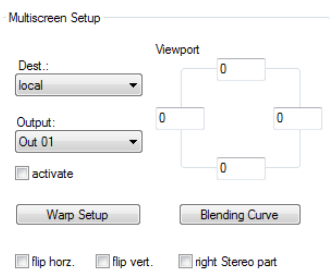 Multiscreen Setup
Viewport
Dest.:
0
local
Output:
0
0
Out 01
0
activate
Warp Setup
Blending Curve
flip horz.
flip vert.
right Stereo part